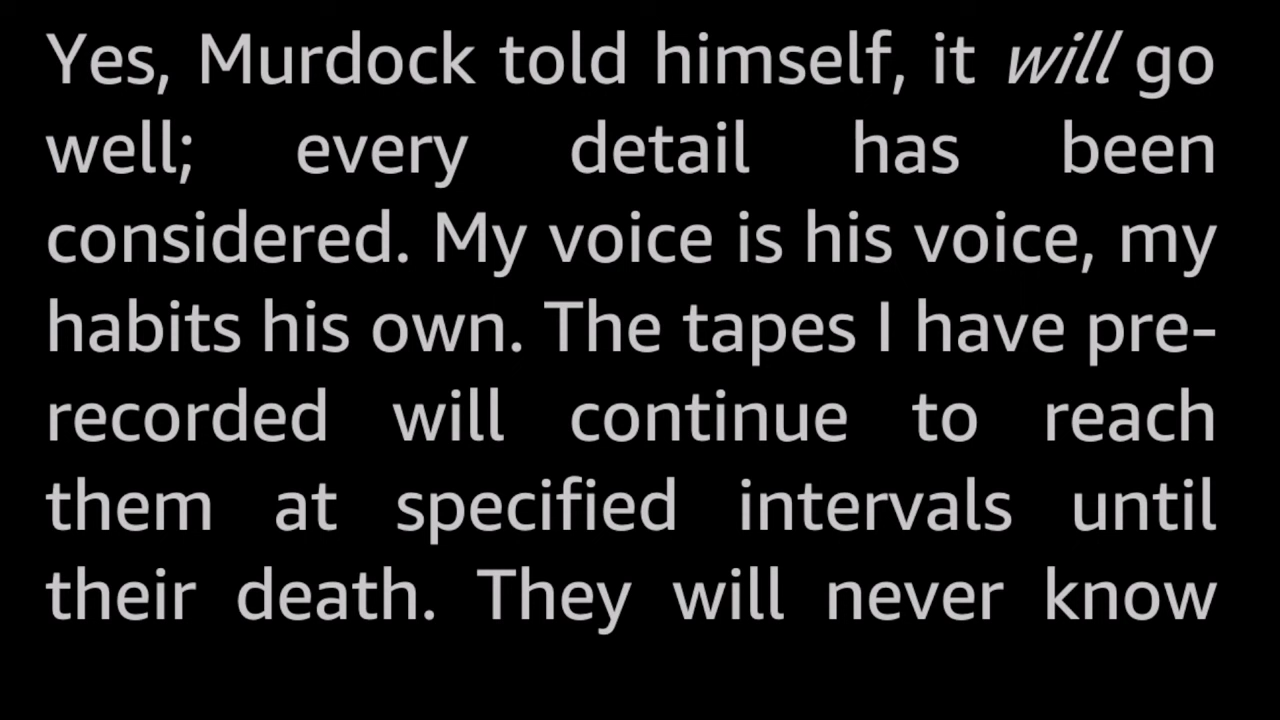 Yes, Murdock told himself, it will go
well; every detail has been
considered. My voice is his voice, my
habits his own. The tapes I have pre-
recorded will continue to reach
them at specified intervals until
their death. They will never know